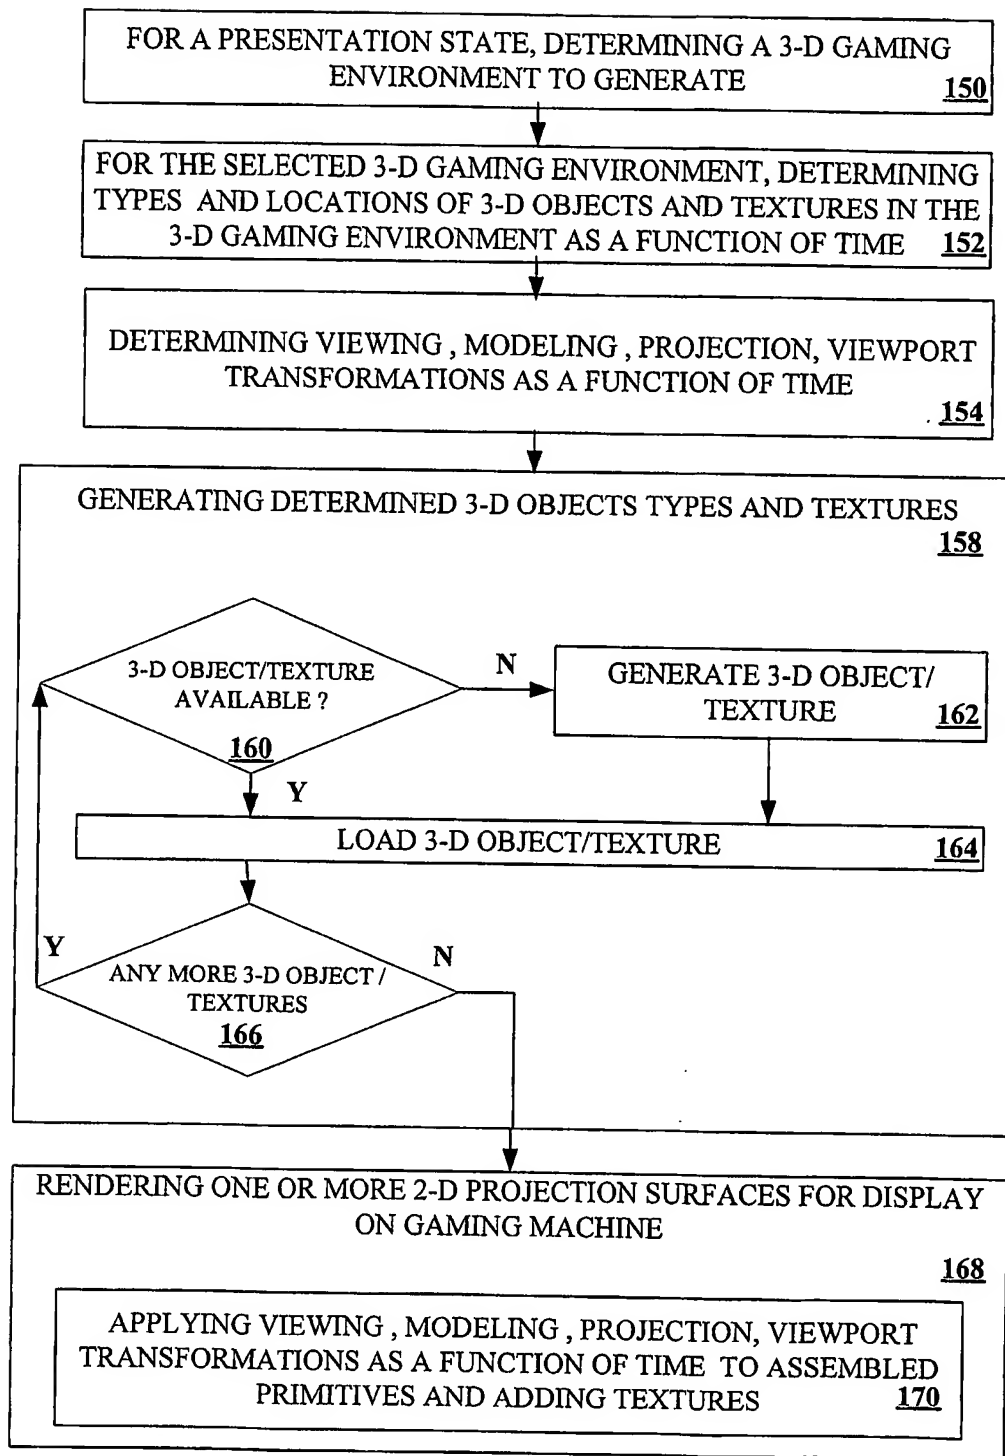 FOR A PRESENTATION STATE, DETERMINING A 3-D GAMING
ENVIRONMENT TO GENERATE
150
FOR THE SELECTED 3-D GAMING ENVIRONMENT, DETERMINING
TYPES AND LOCATIONS OF 3-D OBJECTS AND TEXTURES IN THE
3-D GAMING ENVIRONMENT AS A FUNCTION OF TIME 152
DETERMINING VIEWING , MODELING , PROJECTION, VIEWPORT
TRANSFORMATIONS AS A FUNCTION OF TIME
154
GENERATING DETERMINED 3-D OBJECTS TYPES AND TEXTURES
158
3-D OBJECT/TEXTURE
AVAILABLE ?
160
N
GENERATE 3-D OBJECT/
TEXTURE 162
Y
LOAD 3-D OBJECT/TEXTURE 164
Y
N
ANY MORE 3-D OBJECT /
TEXTURES
166
RENDERING ONE OR MORE 2-D PROJECTION SURFACES FOR DISPLAY
ON GAMING MACHINE
168
APPLYING VIEWING , MODELING , PROJECTION, VIEWPORT
TRANSFORMATIONS AS A FUNCTION OF TIME TO ASSEMBLED
PRIMITIVES AND ADDING TEXTURES 170